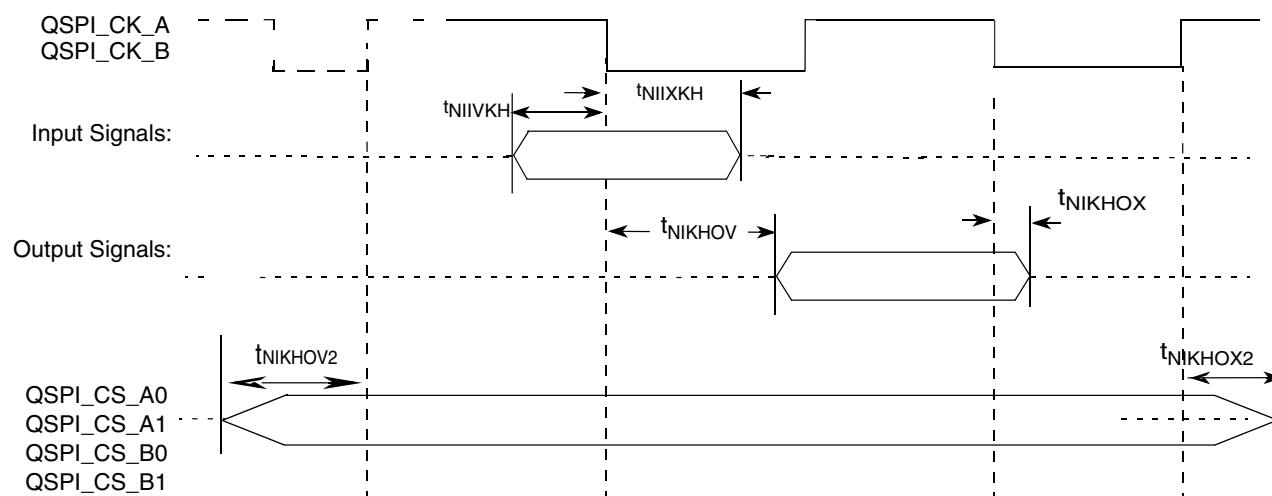 QSPI_CK_A
QSPI_CK_B
tNIIVKH
tNIIXKH
Input Signals:
tNIKHOX
tNIKHOV
Output Signals:
tNIKHOV2
tNIKHOX2
QSPI_CS_A0
QSPI_CS_A1
QSPI_CS_B0
QSPI_CS_B1